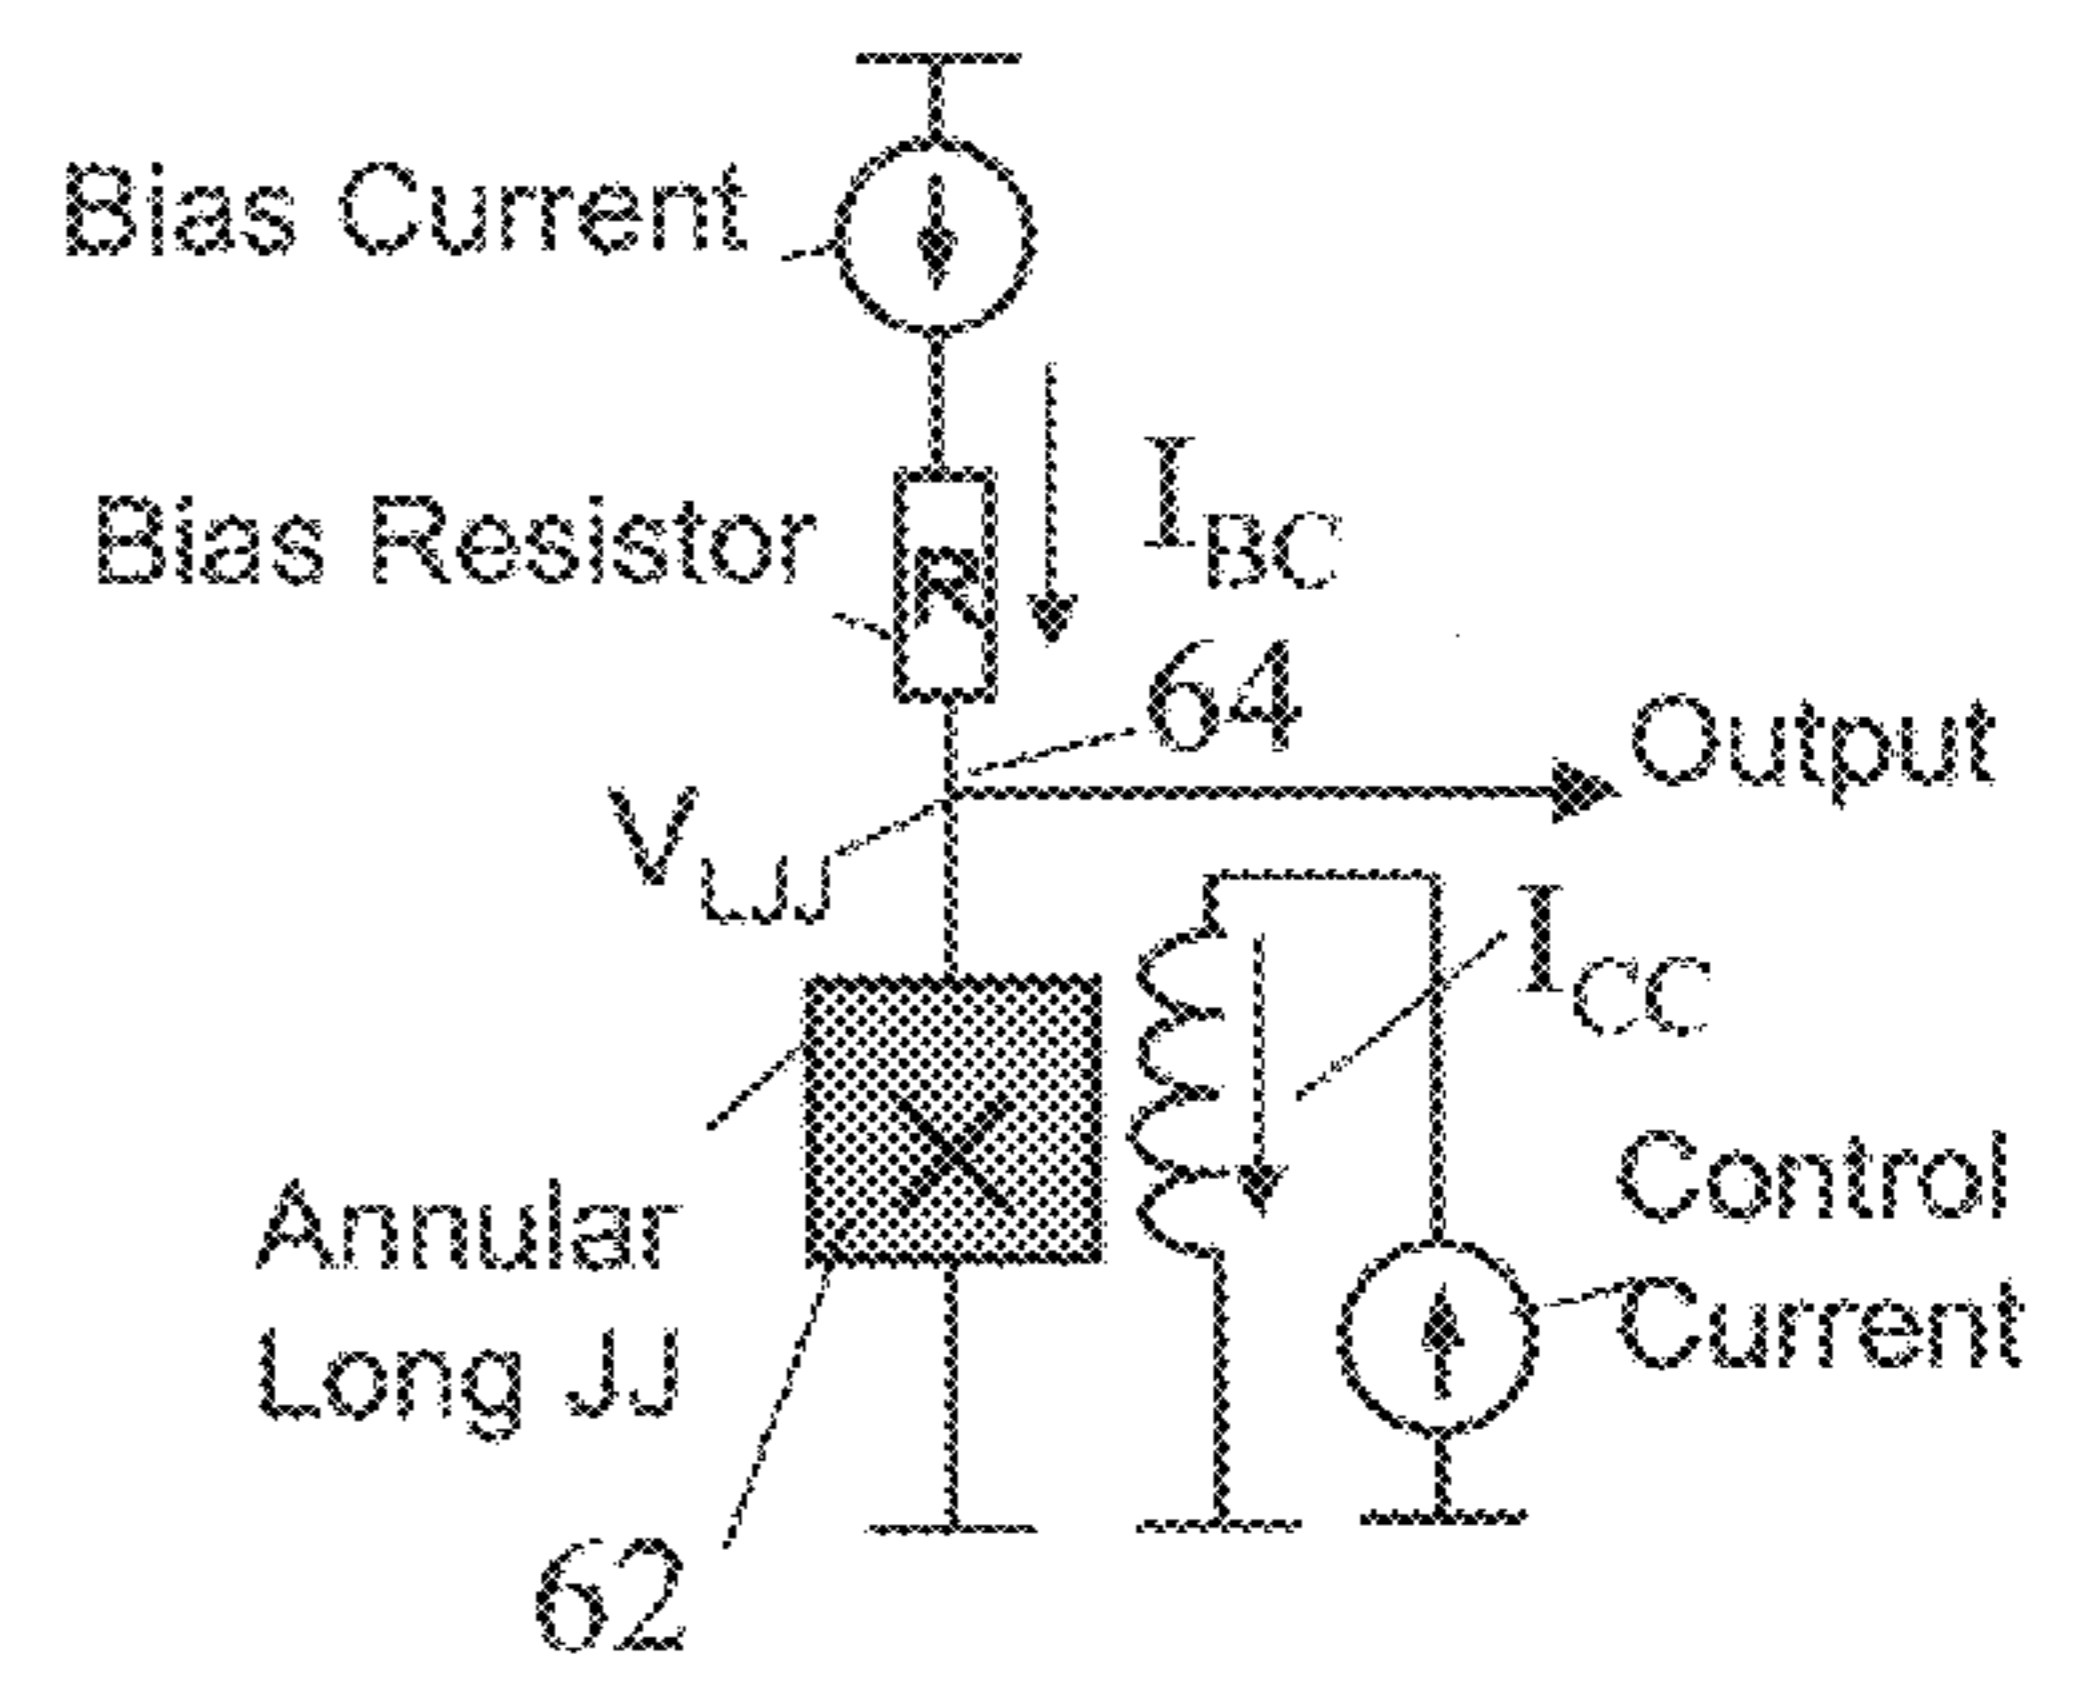 Bias Current
Bias Resistor
R
I_BC
64
Output
V_LJJ
I_CC
Annular
Long JJ
Control
Current
62